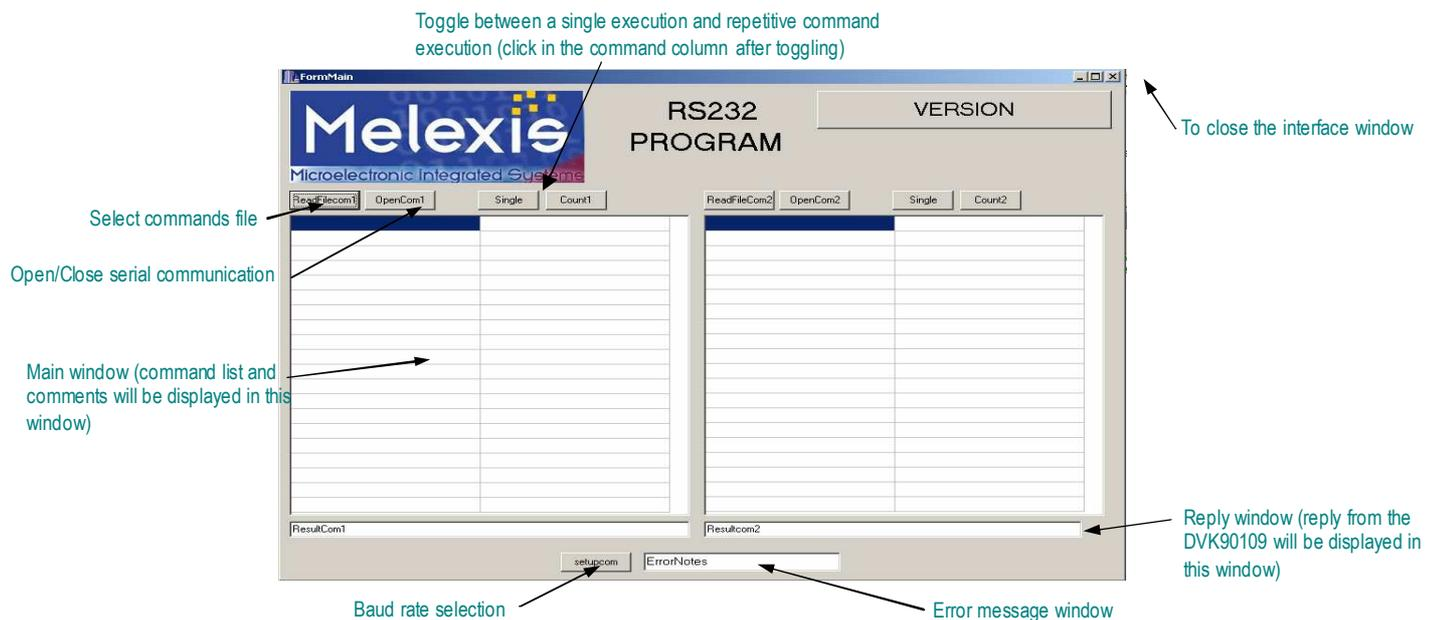 Toggle between a single execution and repetitive command
execution (click in the command column after toggling)
FormMain
Melexis
Microelectronic Integrated Systems
RS232
PROGRAM
VERSION
To close the interface window
ReadFilecom1
OpenCom1
Single
Count1
ReadFileCom2
OpenCom2
Single
Count2
Select commands file
Open/Close serial communication
Main window (command list and
comments will be displayed in this
window)
ResultCom1
Resultcom2
Reply window (reply from the
DVK90109 will be displayed in
this window)
setupcom
ErrorNotes
Baud rate selection
Error message window